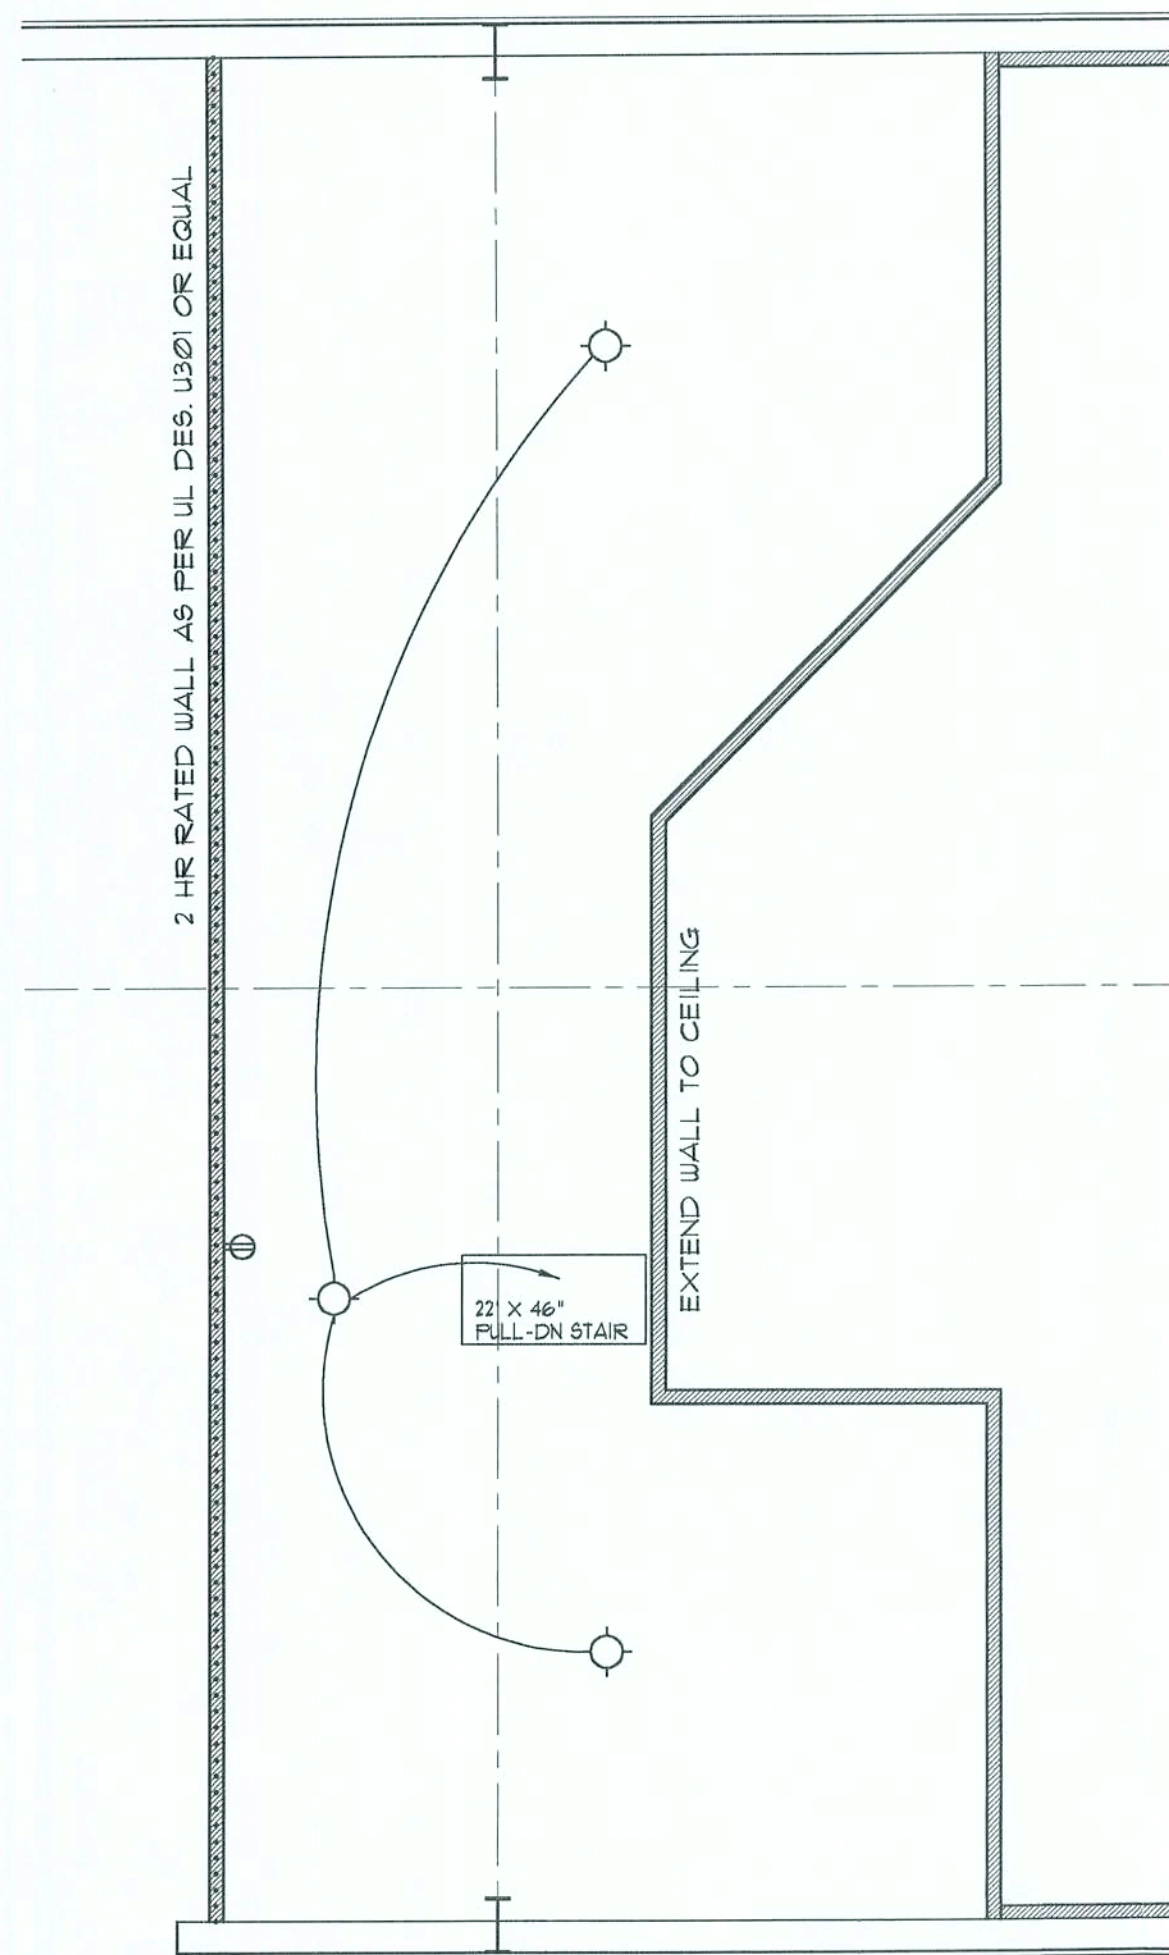 2 HR RATED WALL AS PER UL DES. U301 OR EQUAL
EXTEND WALL TO CEILING
22" X 46"
PULL-DN STAIR